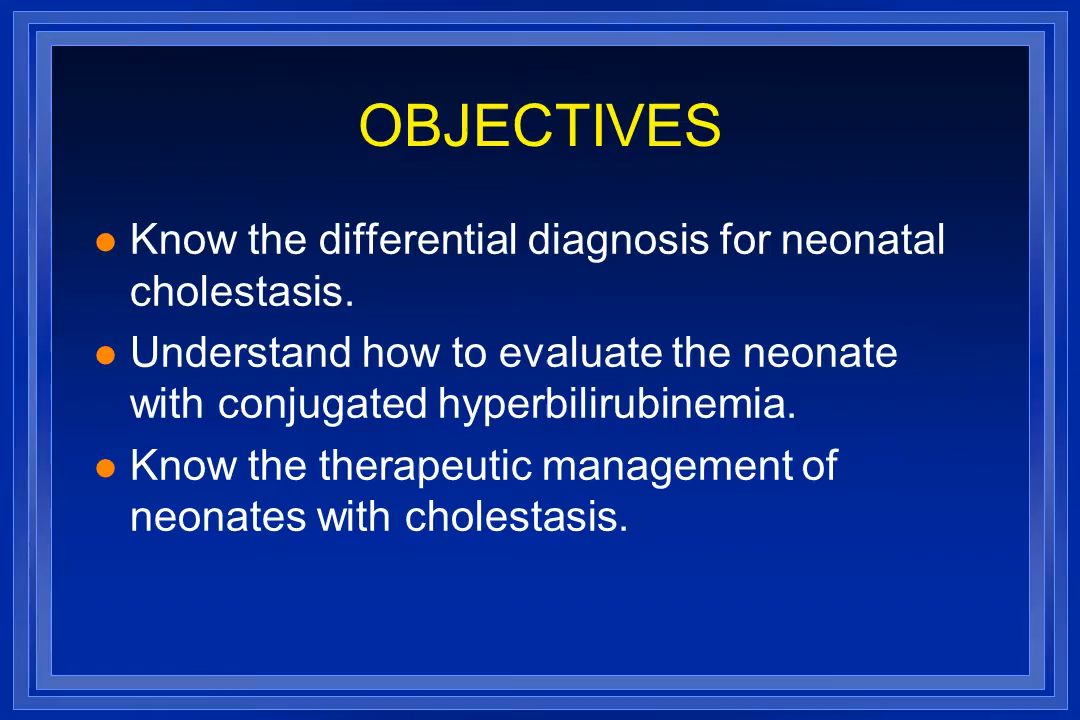 OBJECTIVES
● Know the differential diagnosis for neonatal
cholestasis.
● Understand how to evaluate the neonate
with conjugated hyperbilirubinemia.
● Know the therapeutic management of
neonates with cholestasis.